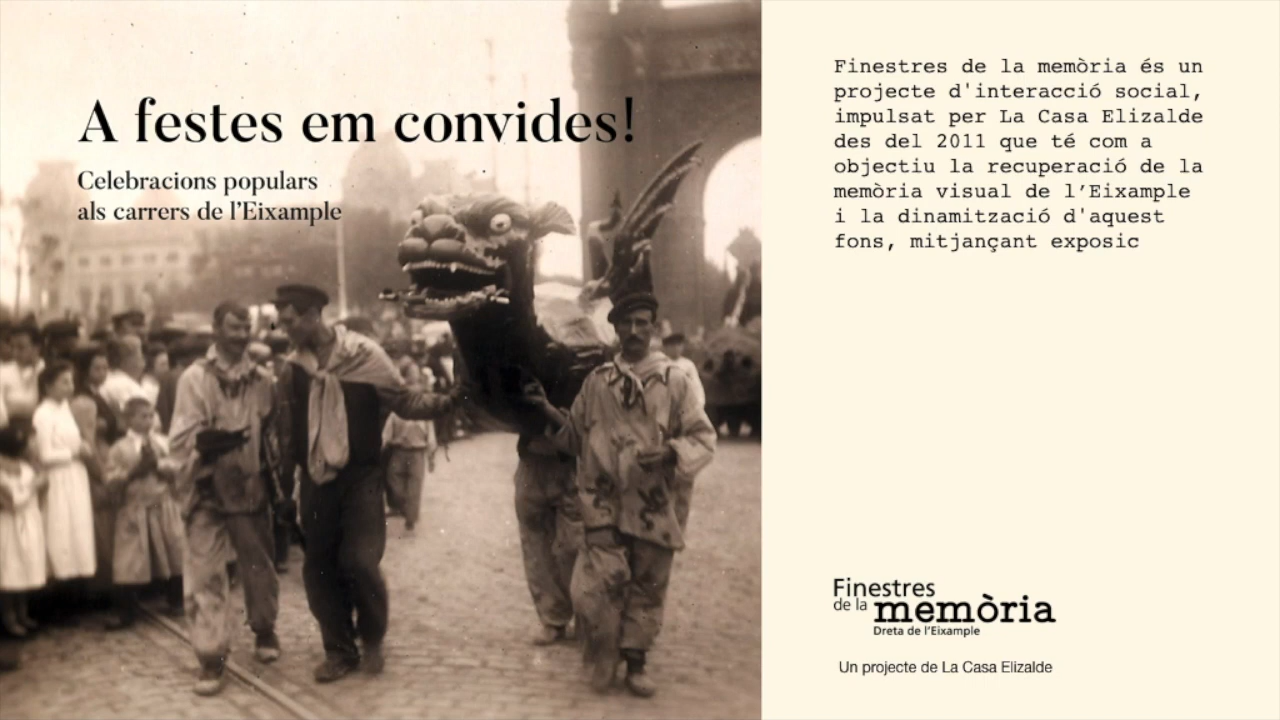 A festes em convides!
Celebracions populars
als carrers de l'Eixample
Finestres de la memòria és un
projecte d'interacció social,
impulsat per La Casa Elizalde
des del 2011 que té com a
objectiu la recuperació de la
memòria visual de l’Eixample
i la dinamització d'aquest
fons, mitjançant exposic
Finestres
de la memòria
Dreta de l'Eixample
Un projecte de La Casa Elizalde